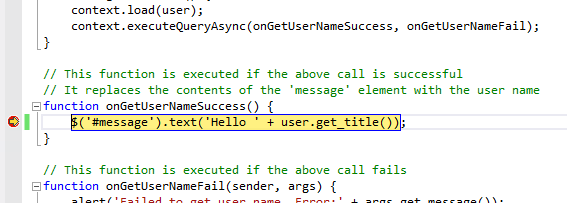 context.load(user);
context.executeQueryAsync(onGetUserNameSuccess, onGetUserNameFail);
}
// This function is executed if the above call is successful
// It replaces the contents of the 'message' element with the user name
function onGetUserNameSuccess() {
$('#message').text('Hello ' + user.get_title());
}
// This function is executed if the above call fails
function onGetUserNameFail(sender, args) {
alert('Failed to get user name. Error:' + args.get_message());